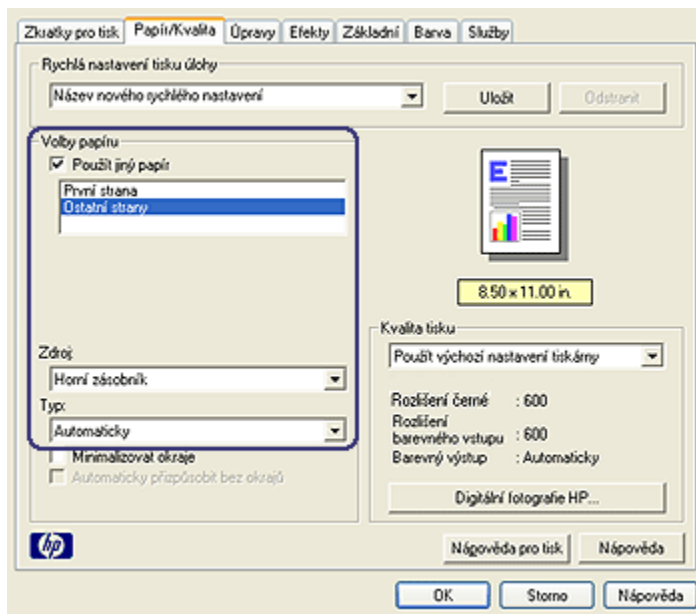 Zkratky pro tisk Papír/Kvalita Úpravy Efekty Základní Barva Služby
Rychlá nastavení tisku úlohy
Název nového rychlého nastavení Uložit Odstranit
Volby papíru
Použít jiný papír
První strana
Ostatní strany
E
8.50 × 11.00 in.
Zdroj:
Horní zásobník
Typ:
Automaticky
Minimalizovat okraje
Automaticky přizpůsobit bez okrajů
Kvalita tisku
Použít výchozí nastavení tiskárny
Rozlišení černé : 600
Rozlišení
barevného vstupu : 600
Barevný výstup : Automaticky
Digitální fotografie HP...
hp
Nápověda pro tisk Nápověda
OK Storno Nápověda